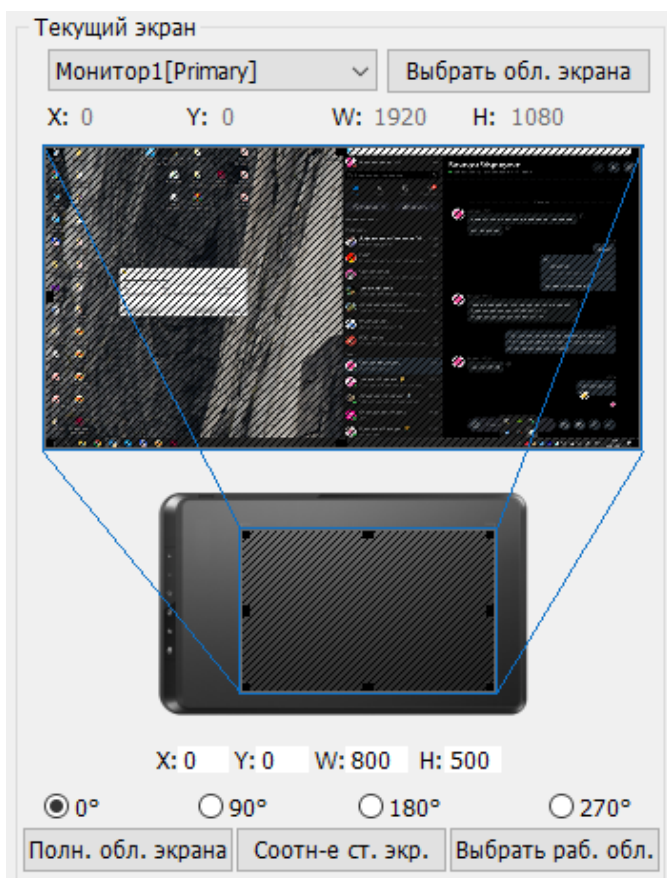 Текущий экран
Монитор1[Primary] Выбрать обл. экрана
X: 0 Y: 0 W: 1920 H: 1080
X: 0 Y: 0 W: 800 H: 500
0° 90° 180° 270°
Полн. обл. экрана Соотн-е ст. экр. Выбрать раб. обл.